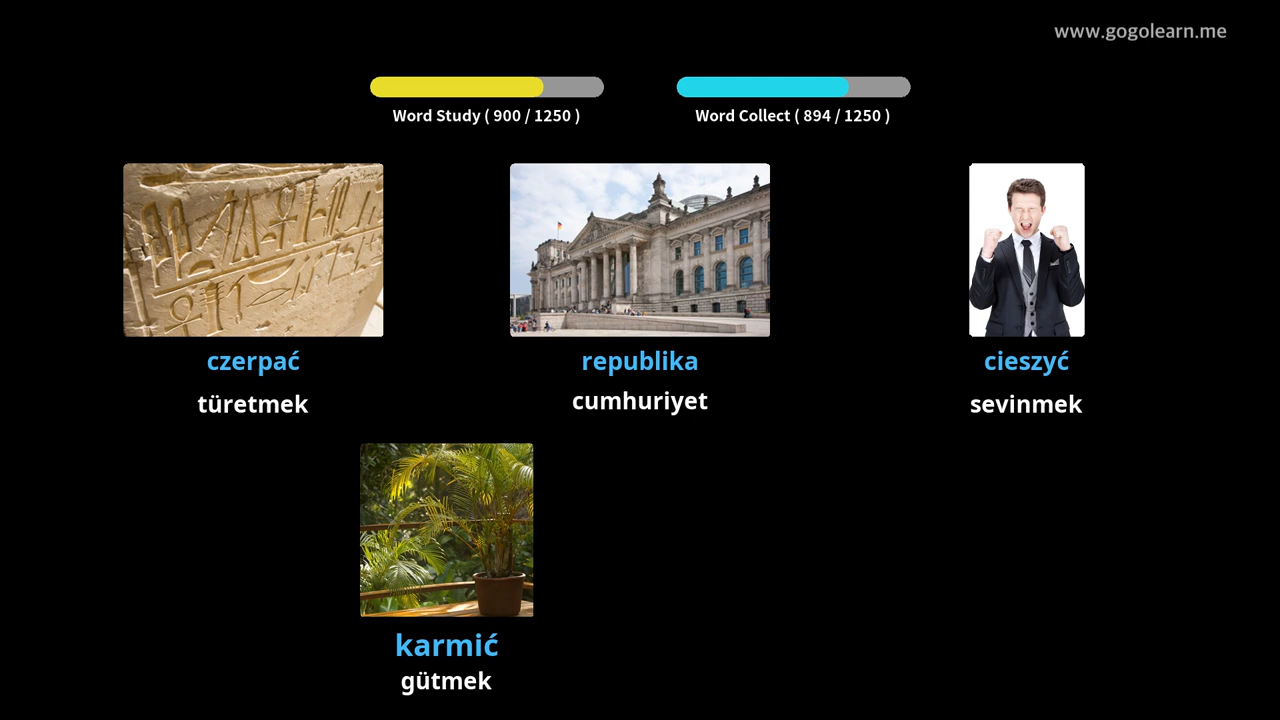 www.gogolearn.me
Word Study ( 900 / 1250 )
Word Collect ( 894 / 1250 )
czerpać
türetmek
republika
cumhuriyet
cieszyć
sevinmek
karmić
gütmek